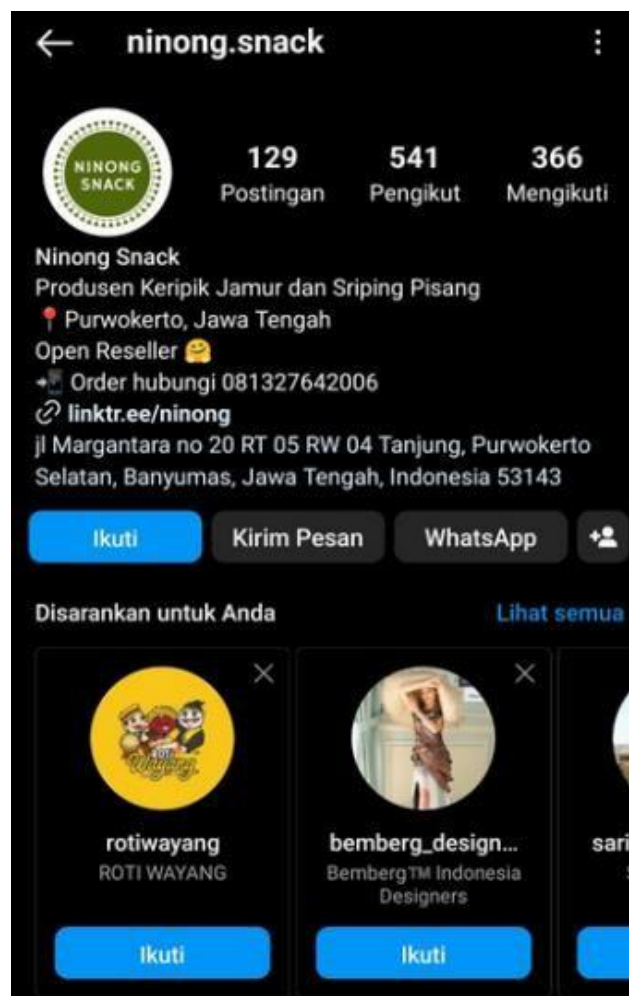 ninong.snack
NINONG
SNACK
129 541 366
Postingan Pengikut Mengikuti
Ninong Snack
Produsen Keripik Jamur dan Sriping Pisang
📍 Purwokerto, Jawa Tengah
Open Reseller 🤗
📲 Order hubungi 081327642006
linktr.ee/ninong
jl Margantara no 20 RT 05 RW 04 Tanjung, Purwokerto
Selatan, Banyumas, Jawa Tengah, Indonesia 53143
Ikuti Kirim Pesan WhatsApp
Disarankan untuk Anda Lihat semua
ROTI
Wayang
rotiwayang bemberg_design... sari
ROTI WAYANG Bemberg™ Indonesia
Designers
Ikuti Ikuti